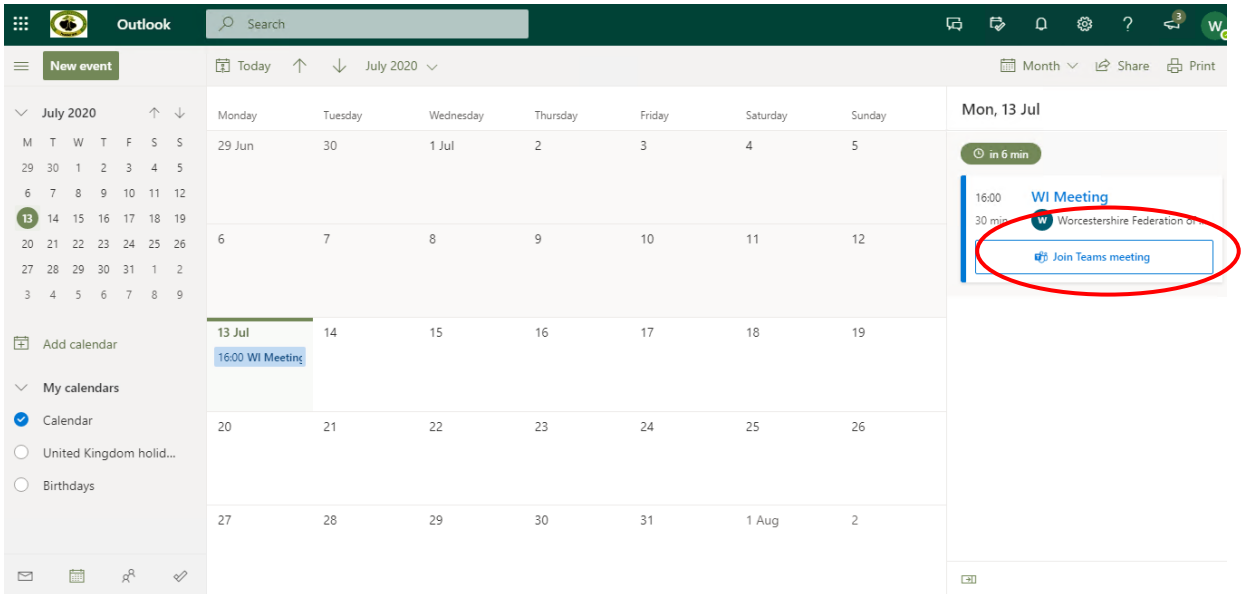 Outlook
Search
3
W
New event
Today
July 2020
Month
Share
Print
July 2020
M T W T F S S
29 30 1 2 3 4 5
6 7 8 9 10 11 12
13 14 15 16 17 18 19
20 21 22 23 24 25 26
27 28 29 30 31 1 2
3 4 5 6 7 8 9
Add calendar
My calendars
Calendar
United Kingdom holid...
Birthdays
Monday Tuesday Wednesday Thursday Friday Saturday Sunday
29 Jun 30 1 Jul 2 3 4 5
6 7 8 9 10 11 12
13 Jul 14 15 16 17 18 19
16:00 WI Meeting
20 21 22 23 24 25 26
27 28 29 30 31 1 Aug 2
Mon, 13 Jul
in 6 min
16:00 WI Meeting
30 min W Worcestershire Federation of ...
Join Teams meeting